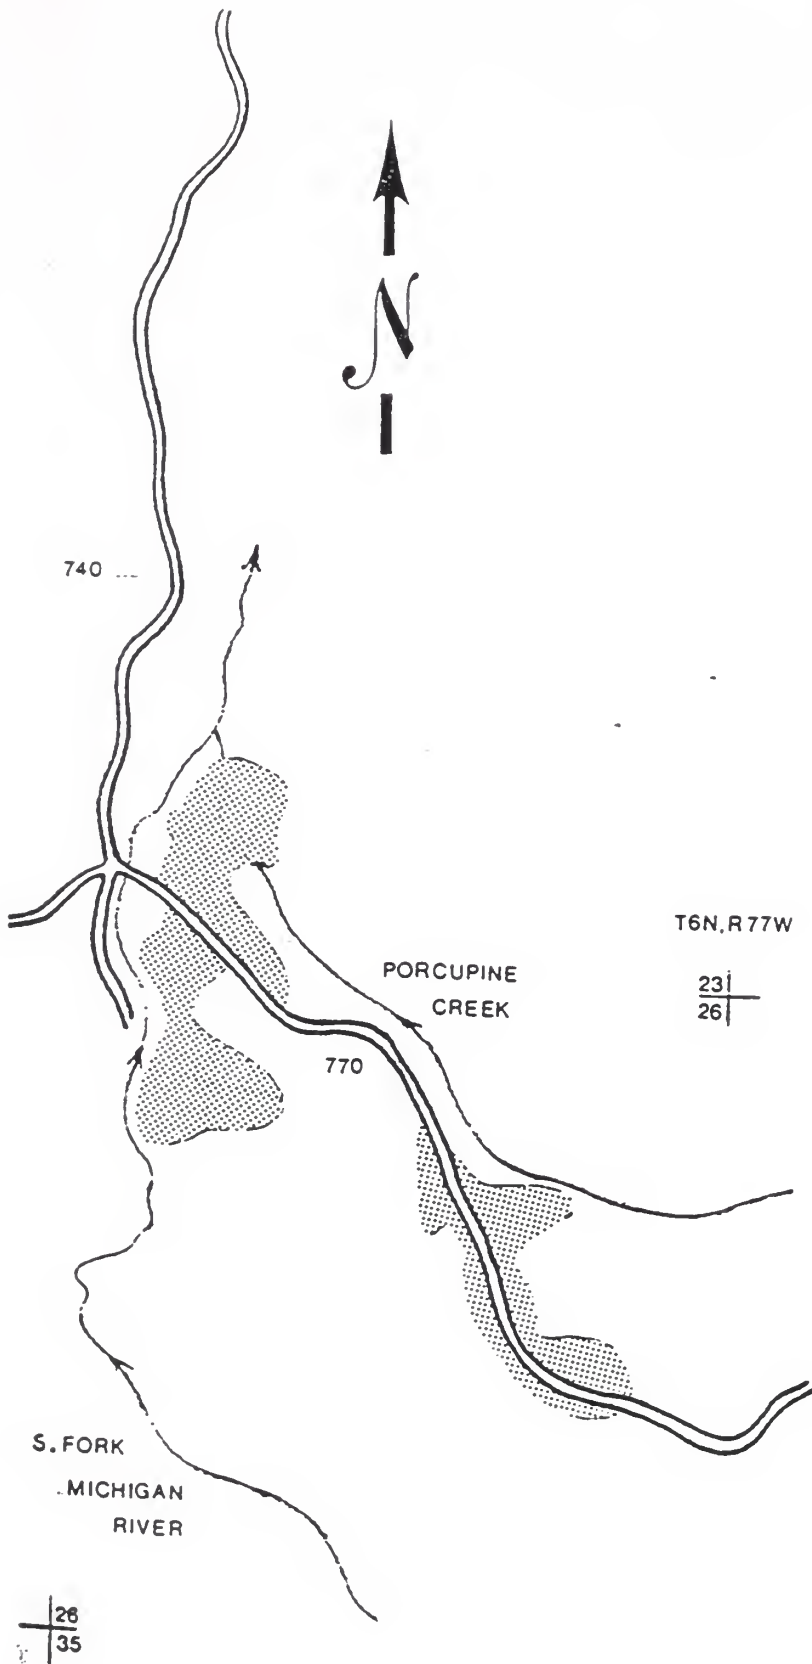 N
740
T6N, R77W
PORCUPINE
CREEK
23
26
770
S. FORK
MICHIGAN
RIVER
26
35